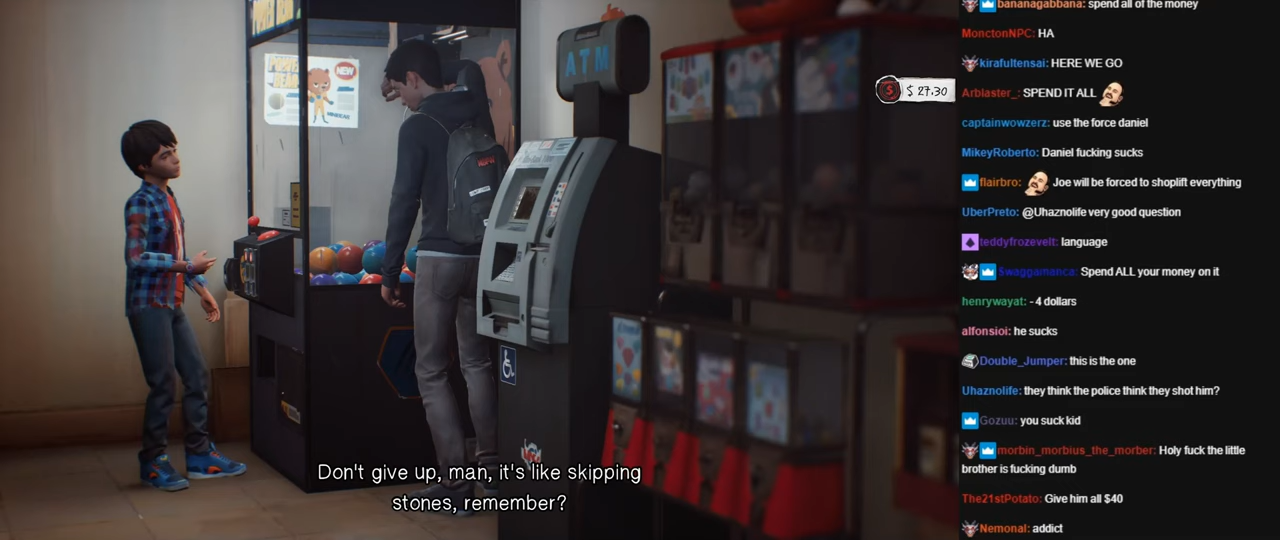 POWER BEAR
POWER
BEAR
NEW
ATM
$ 27.30
Don't give up, man, it's like skipping
stones, remember?
bananagabbana: spend all of the money
MonctonNPC: HA
kirafultensai: HERE WE GO
Arblaster_: SPEND IT ALL
captainwowzerz: use the force daniel
MikeyRoberto: Daniel fucking sucks
flairbro: Joe will be forced to shoplift everything
UberPreto: @Uhaznolife very good question
teddyfrozevelt: language
Swaggamanca: Spend ALL your money on it
henrywayat: - 4 dollars
alfonsioi: he sucks
Double_Jumper: this is the one
Uhaznolife: they think the police think they shot him?
Gozuu: you suck kid
morbin_morbius_the_morber: Holy fuck the little
brother is fucking dumb
The21stPotato: Give him all $40
Nemonal: addict